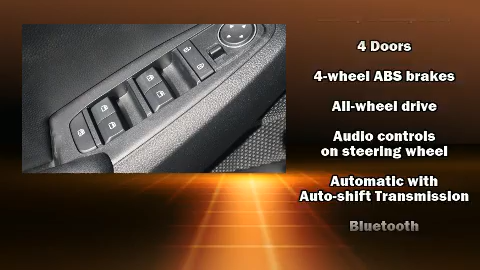 4 Doors
4-wheel ABS brakes
All-wheel drive
Audio controls
on steering wheel
Automatic with
Auto-shift Transmission
Bluetooth